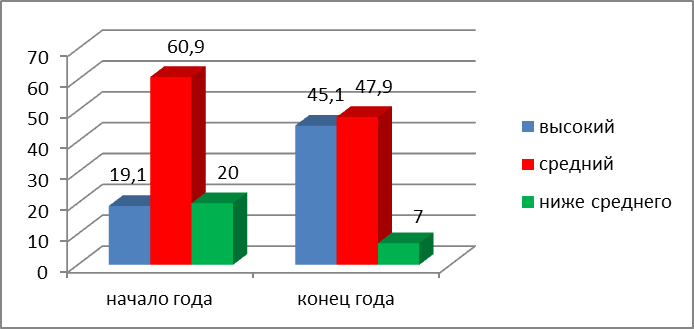 70
60
50
40
30
20
10
0
60,9
19,1
20
45,1
47,9
7
начало года
конец года
высокий
средний
ниже среднего